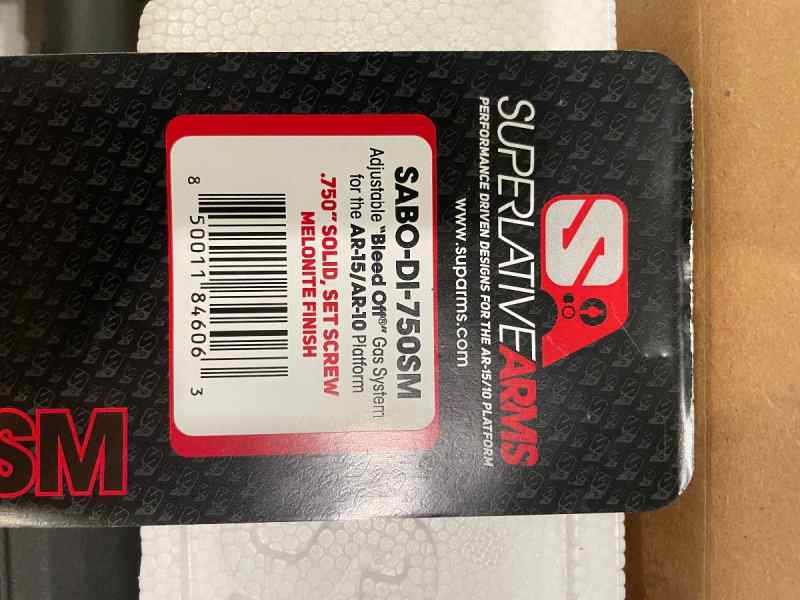 SUPERLATIVEARMS
PERFORMANCE DRIVEN DESIGNS FOR THE AR-15/10 PLATFORM
www.suparms.com
SABO-DI-750SM
Adjustable "Bleed Off®" Gas System
for the AR-15/AR-10 Platform
.750" SOLID, SET SCREW
MELONITE FINISH
8 50011 84606 3
SM